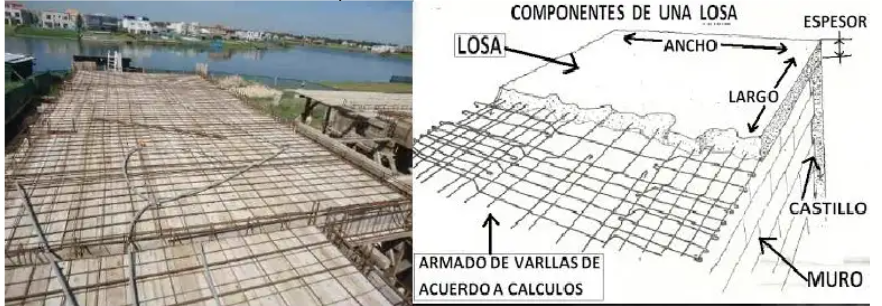 COMPONENTES DE UNA LOSA
ESPESOR
LOSA
ANCHO
LARGO
CASTILLO
ARMADO DE VARLLAS DE
ACUERDO A CALCULOS
MURO